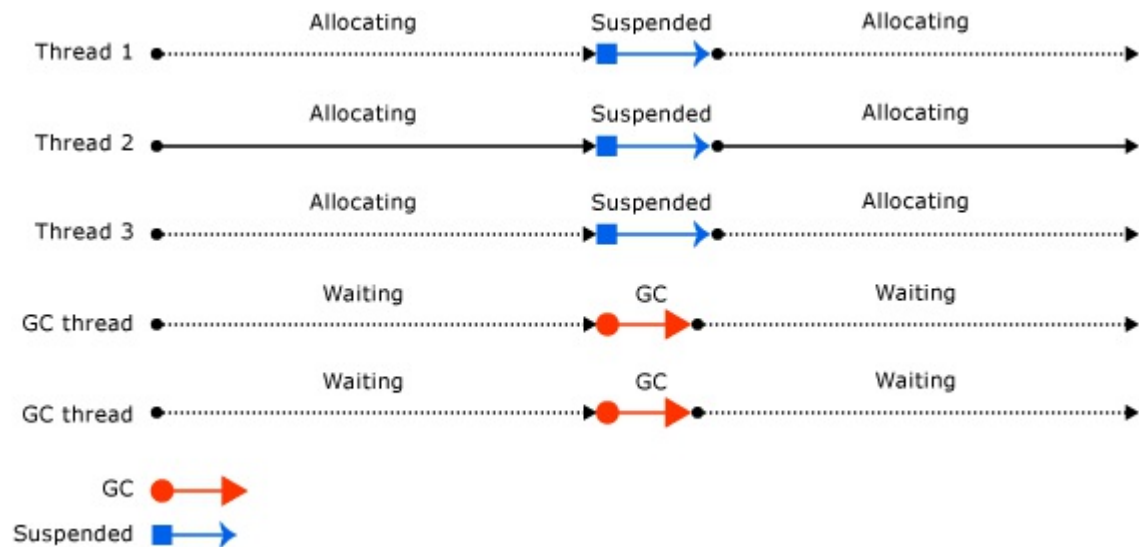 Allocating Suspended Allocating
Thread 1
Allocating Suspended Allocating
Thread 2
Allocating Suspended Allocating
Thread 3
Waiting GC Waiting
GC thread
Waiting GC Waiting
GC thread
GC
Suspended